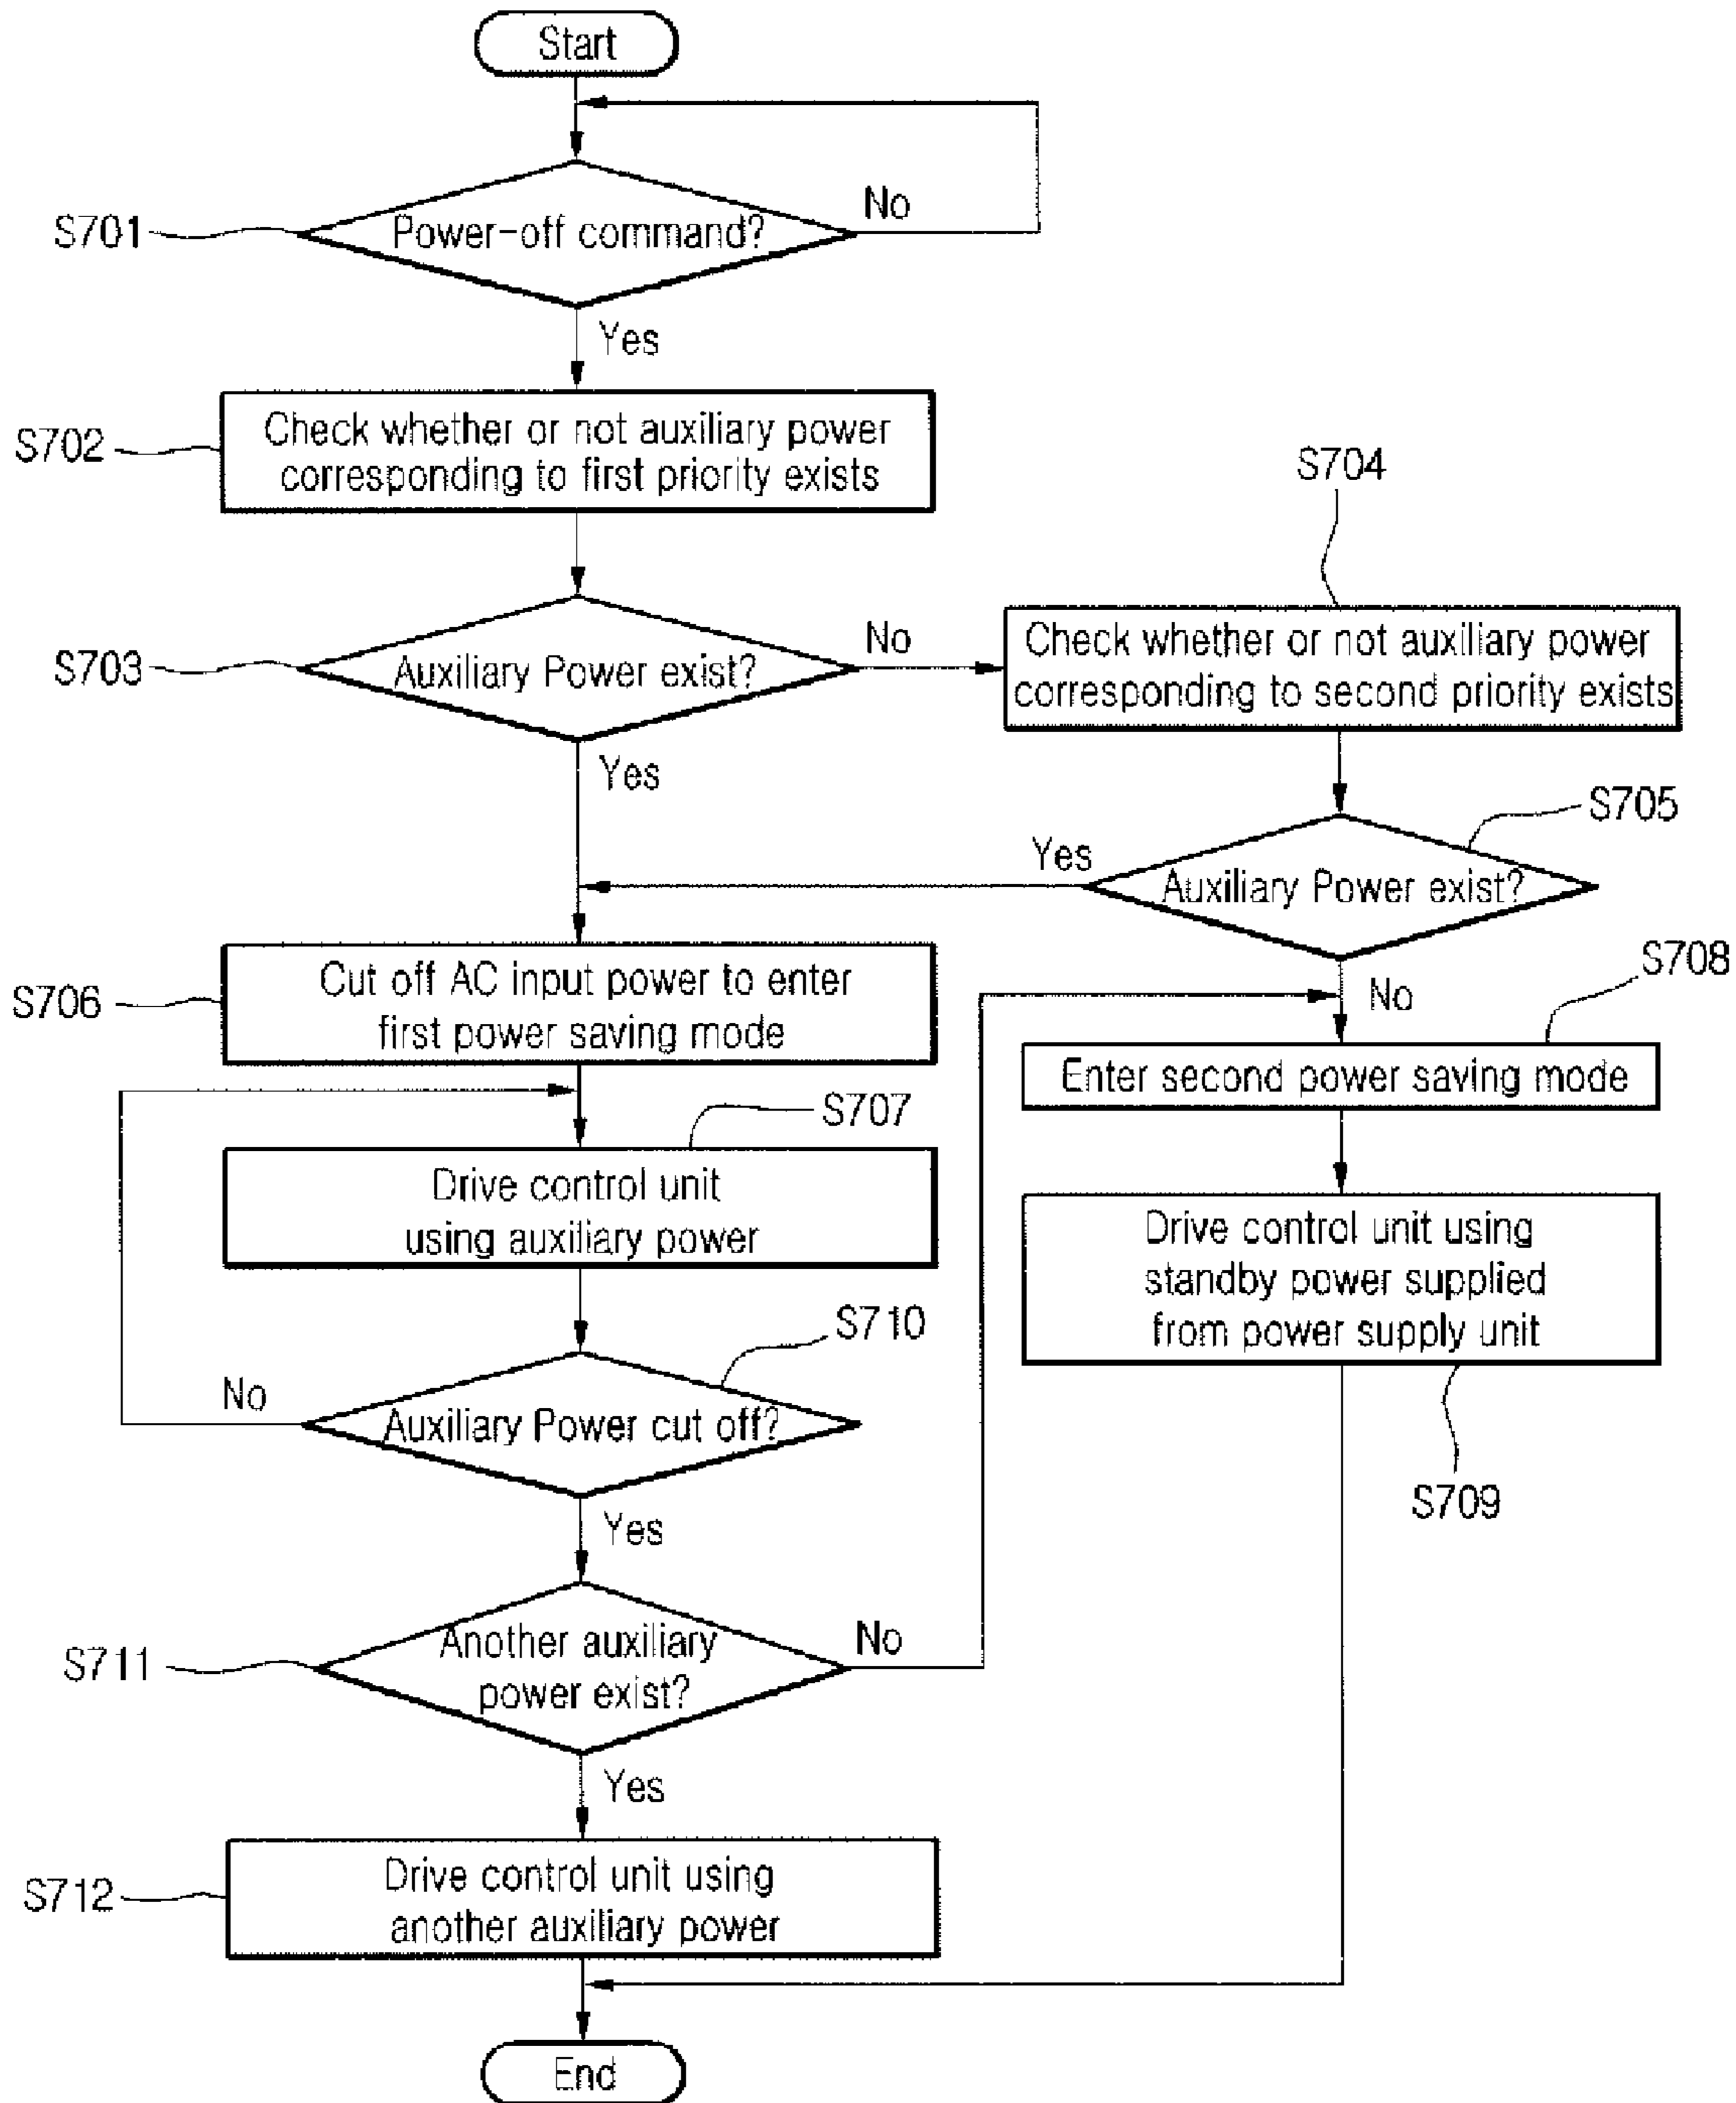 Start
No
S701
Power-off command?
Yes
S702
Check whether or not auxiliary power
corresponding to first priority exists
S704
S703
Auxiliary Power exist?
No
Check whether or not auxiliary power
corresponding to second priority exists
Yes
S705
Yes
Auxiliary Power exist?
S706
Cut off AC input power to enter
first power saving mode
No
S708
Enter second power saving mode
S707
Drive control unit
using auxiliary power
Drive control unit using
standby power supplied
from power supply unit
S709
S710
No
Auxiliary Power cut off?
Yes
S711
Another auxiliary
power exist?
No
Yes
S712
Drive control unit using
another auxiliary power
End